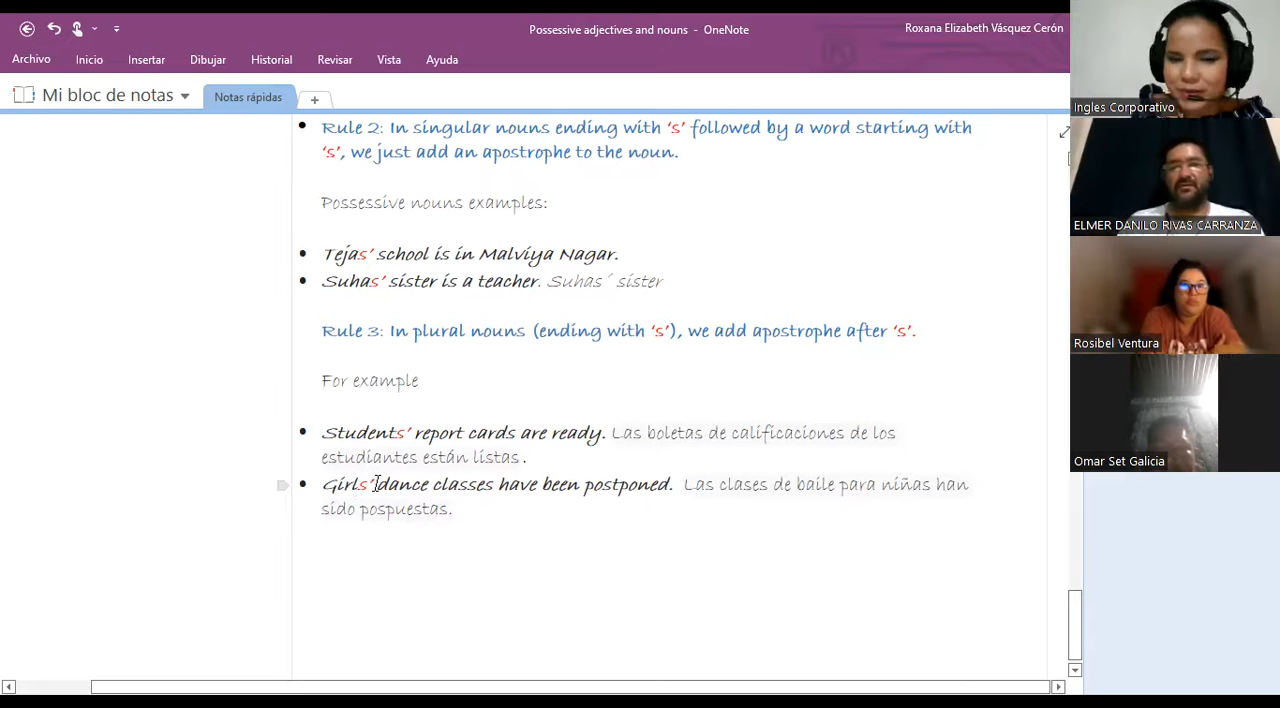 Possessive adjectives and nouns - OneNote
Roxana Elizabeth Vásquez Cerón
Archivo Inicio Insertar Dibujar Historial Revisar Vista Ayuda
Mi bloc de notas
Notas rápidas
Rule 2: In singular nouns ending with ‘s’ followed by a word starting with
‘s’, we just add an apostrophe to the noun.
Possessive nouns examples:
Tejas’ school is in Malviya Nagar.
Suhas’ sister is a teacher. Suhas´ sister
Rule 3: In plural nouns (ending with ‘s’), we add apostrophe after ‘s’.
For example
Students’ report cards are ready. Las boletas de calificaciones de los
estudiantes están listas.
Girls’ dance classes have been postponed. Las clases de baile para niñas han
sido pospuestas.
Ingles Corporativo
ELMER DANILO RIVAS CARRANZA
Rosibel Ventura
Omar Set Galicia